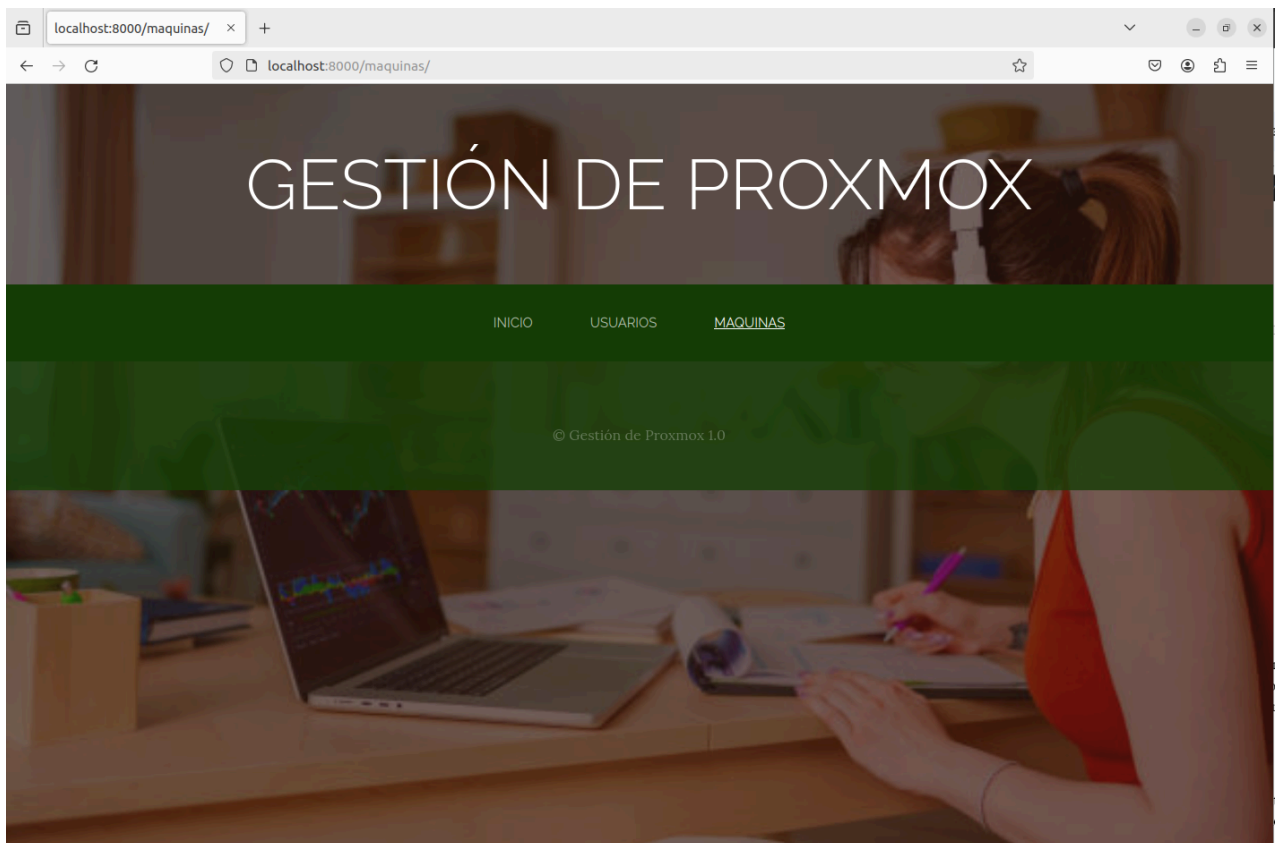 localhost:8000/maquinas/
localhost:8000/maquinas/
GESTIÓN DE PROXMOX
INICIO USUARIOS MAQUINAS
© Gestión de Proxmox 1.0